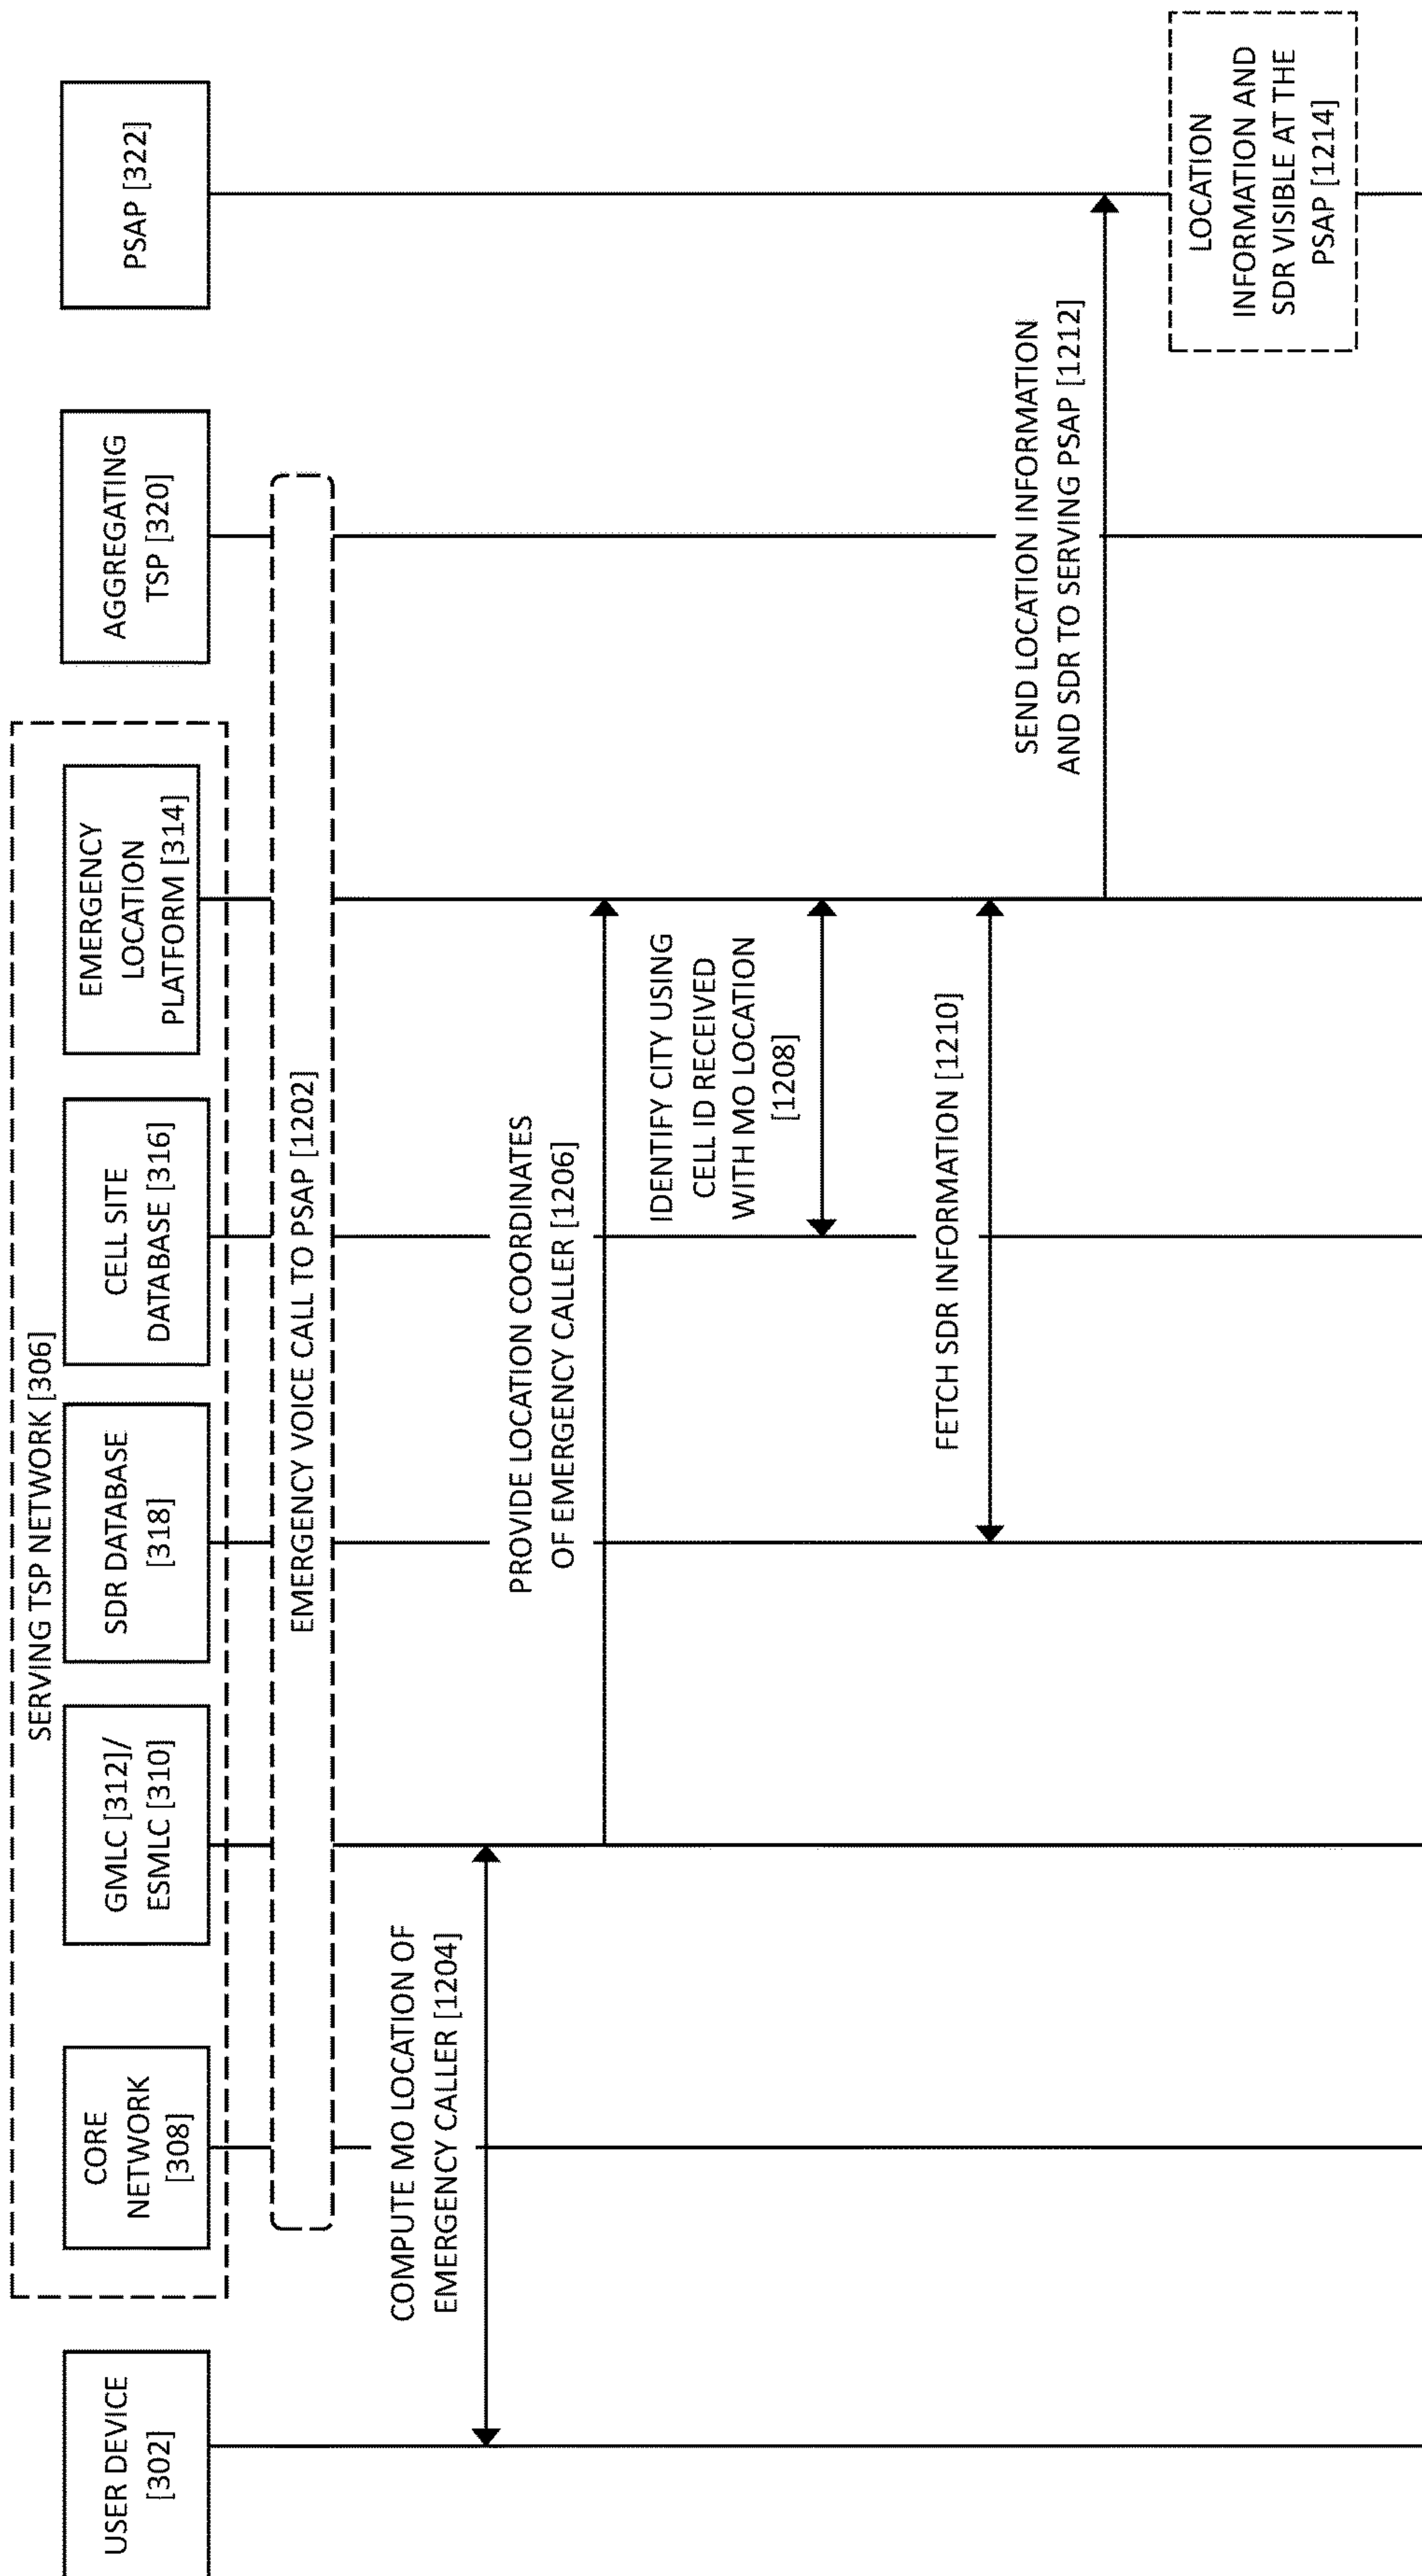 SERVING TSP NETWORK [306]
USER DEVICE
[302]
CORE
NETWORK
[308]
GMLC [312]/
ESMLC [310]
SDR DATABASE
[318]
CELL SITE
DATABASE [316]
EMERGENCY
LOCATION
PLATFORM [314]
AGGREGATING
TSP [320]
PSAP [322]
EMERGENCY VOICE CALL TO PSAP [1202]
COMPUTE MO LOCATION OF
EMERGENCY CALLER [1204]
PROVIDE LOCATION COORDINATES
OF EMERGENCY CALLER [1206]
IDENTIFY CITY USING
CELL ID RECEIVED
WITH MO LOCATION
[1208]
FETCH SDR INFORMATION [1210]
SEND LOCATION INFORMATION
AND SDR TO SERVING PSAP [1212]
LOCATION
INFORMATION AND
SDR VISIBLE AT THE
PSAP [1214]